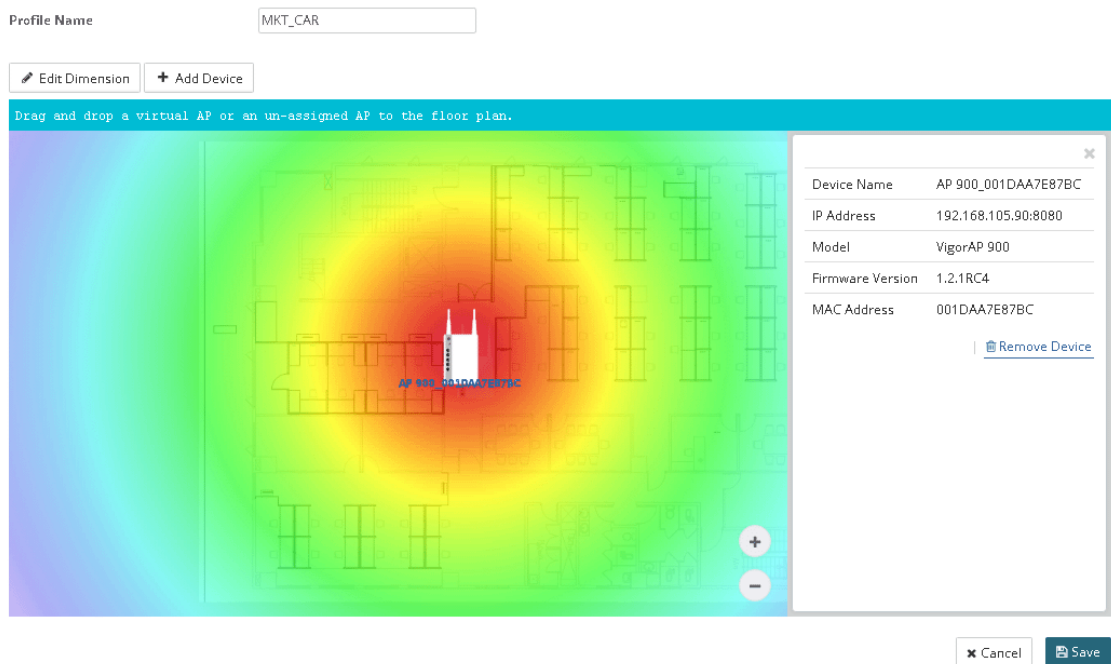 Profile Name MKT_CAR
Edit Dimension Add Device
Drag and drop a virtual AP or an un-assigned AP to the floor plan.
AP 900_001DAA7E87BC
Device Name AP 900_001DAA7E87BC
IP Address 192.168.105.90:8080
Model VigorAP 900
Firmware Version 1.2.1RC4
MAC Address 001DAA7E87BC
Remove Device
Cancel Save